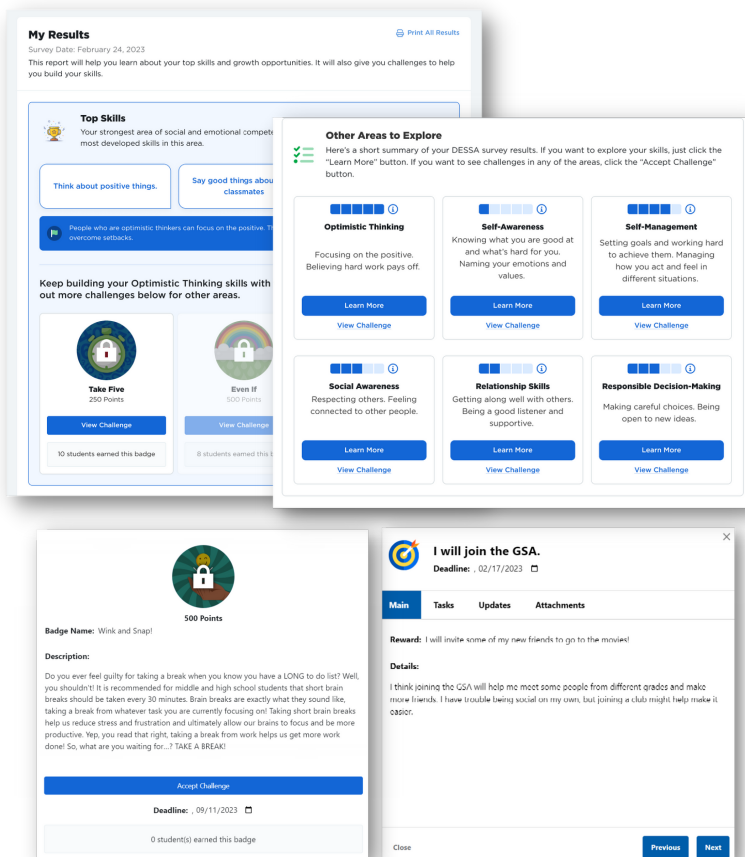 My Results
Print All Results
Survey Date: February 24, 2023
This report will help you learn about your top skills and growth opportunities. It will also give you challenges to help
you build your skills.
Top Skills
Your strongest area of social and emotional compete
most developed skills in this area.
Think about positive things.
Say good things abou
classmates
People who are optimistic thinkers can focus on the positive. Th
overcome setbacks.
Keep building your Optimistic Thinking skills with
out more challenges below for other areas.
Take Five
250 Points
View Challenge
10 students earned this badge
Even If
500 Points
View Challenge
8 students earned this b
Other Areas to Explore
Here's a short summary of your DESSA survey results. If you want to explore your skills, just click the
"Learn More" button. If you want to see challenges in any of the areas, click the "Accept Challenge"
button.
Optimistic Thinking
Focusing on the positive.
Believing hard work pays off.
Learn More
View Challenge
Self-Awareness
Knowing what you are good at
and what's hard for you.
Naming your emotions and
values.
Learn More
View Challenge
Self-Management
Setting goals and working hard
to achieve them. Managing
how you act and feel in
different situations.
Learn More
View Challenge
Social Awareness
Respecting others. Feeling
connected to other people.
Learn More
View Challenge
Relationship Skills
Getting along well with others.
Being a good listener and
supportive.
Learn More
View Challenge
Responsible Decision-Making
Making careful choices. Being
open to new ideas.
Learn More
View Challenge
500 Points
Badge Name: Wink and Snap!
Description:
Do you ever feel guilty for taking a break when you know you have a LONG to do list? Well,
you shouldn't! It is recommended for middle and high school students that short brain
breaks should be taken every 30 minutes. Brain breaks are exactly what they sound like,
taking a break from whatever task you are currently focusing on! Taking short brain breaks
help us reduce stress and frustration and ultimately allow our brains to focus and be more
productive. Yep, you read that right, taking a break from work helps us get more work
done! So, what are you waiting for...? TAKE A BREAK!
Accept Challenge
Deadline: , 09/11/2023
0 student(s) earned this badge
I will join the GSA.
Deadline: , 02/17/2023
Main
Tasks
Updates
Attachments
Reward: I will invite some of my new friends to go to the movies!
Details:
I think joining the GSA will help me meet some people from different grades and make
more friends. I have trouble being social on my own, but joining a club might help make it
easier.
Close
Previous
Next